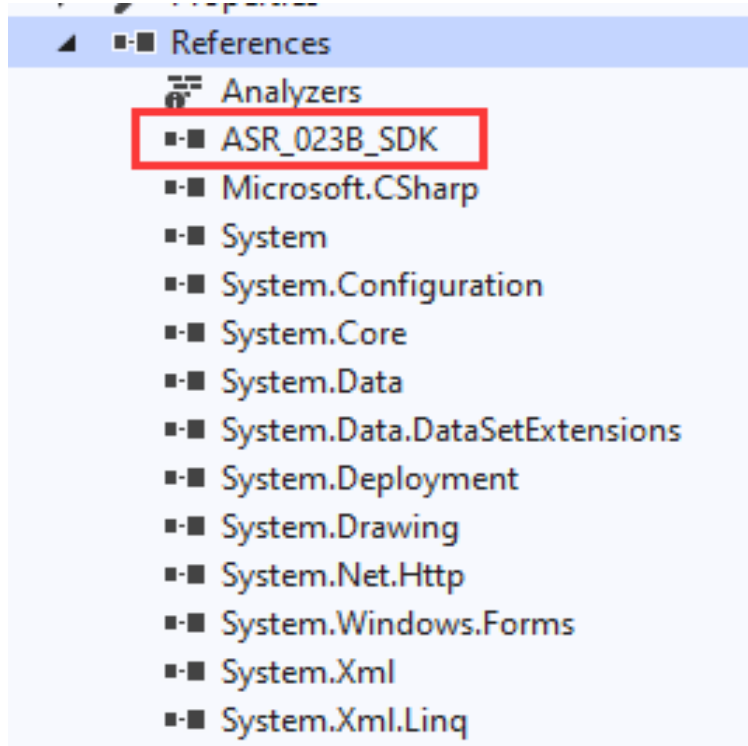 References
Analyzers
ASR_023B_SDK
Microsoft.CSharp
System
System.Configuration
System.Core
System.Data
System.Data.DataSetExtensions
System.Deployment
System.Drawing
System.Net.Http
System.Windows.Forms
System.Xml
System.Xml.Linq